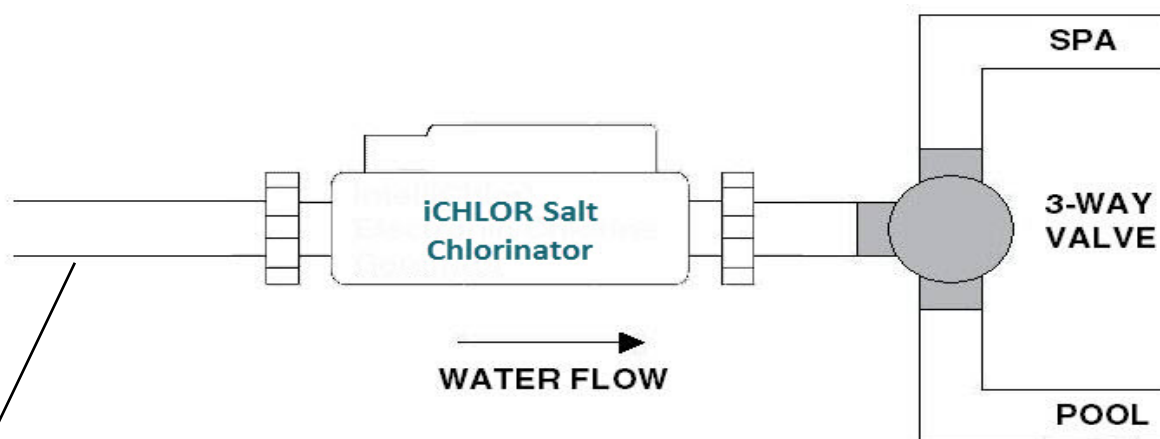 SPA
iCHLOR Salt
Chlorinator
3-WAY
VALVE
WATER FLOW
POOL